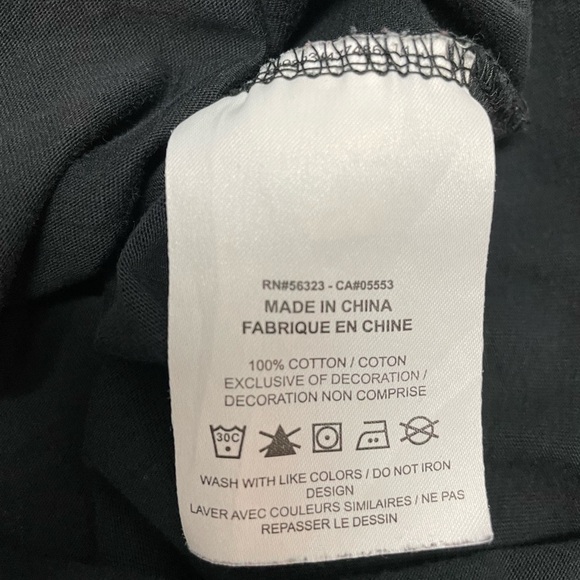 RN#56323 - CA#05553
MADE IN CHINA
FABRIQUE EN CHINE
100% COTTON / COTON
EXCLUSIVE OF DECORATION /
DECORATION NON COMPRISE
30C
WASH WITH LIKE COLORS / DO NOT IRON
DESIGN
LAVER AVEC COULEURS SIMILAIRES / NE PAS
REPASSER LE DESSIN